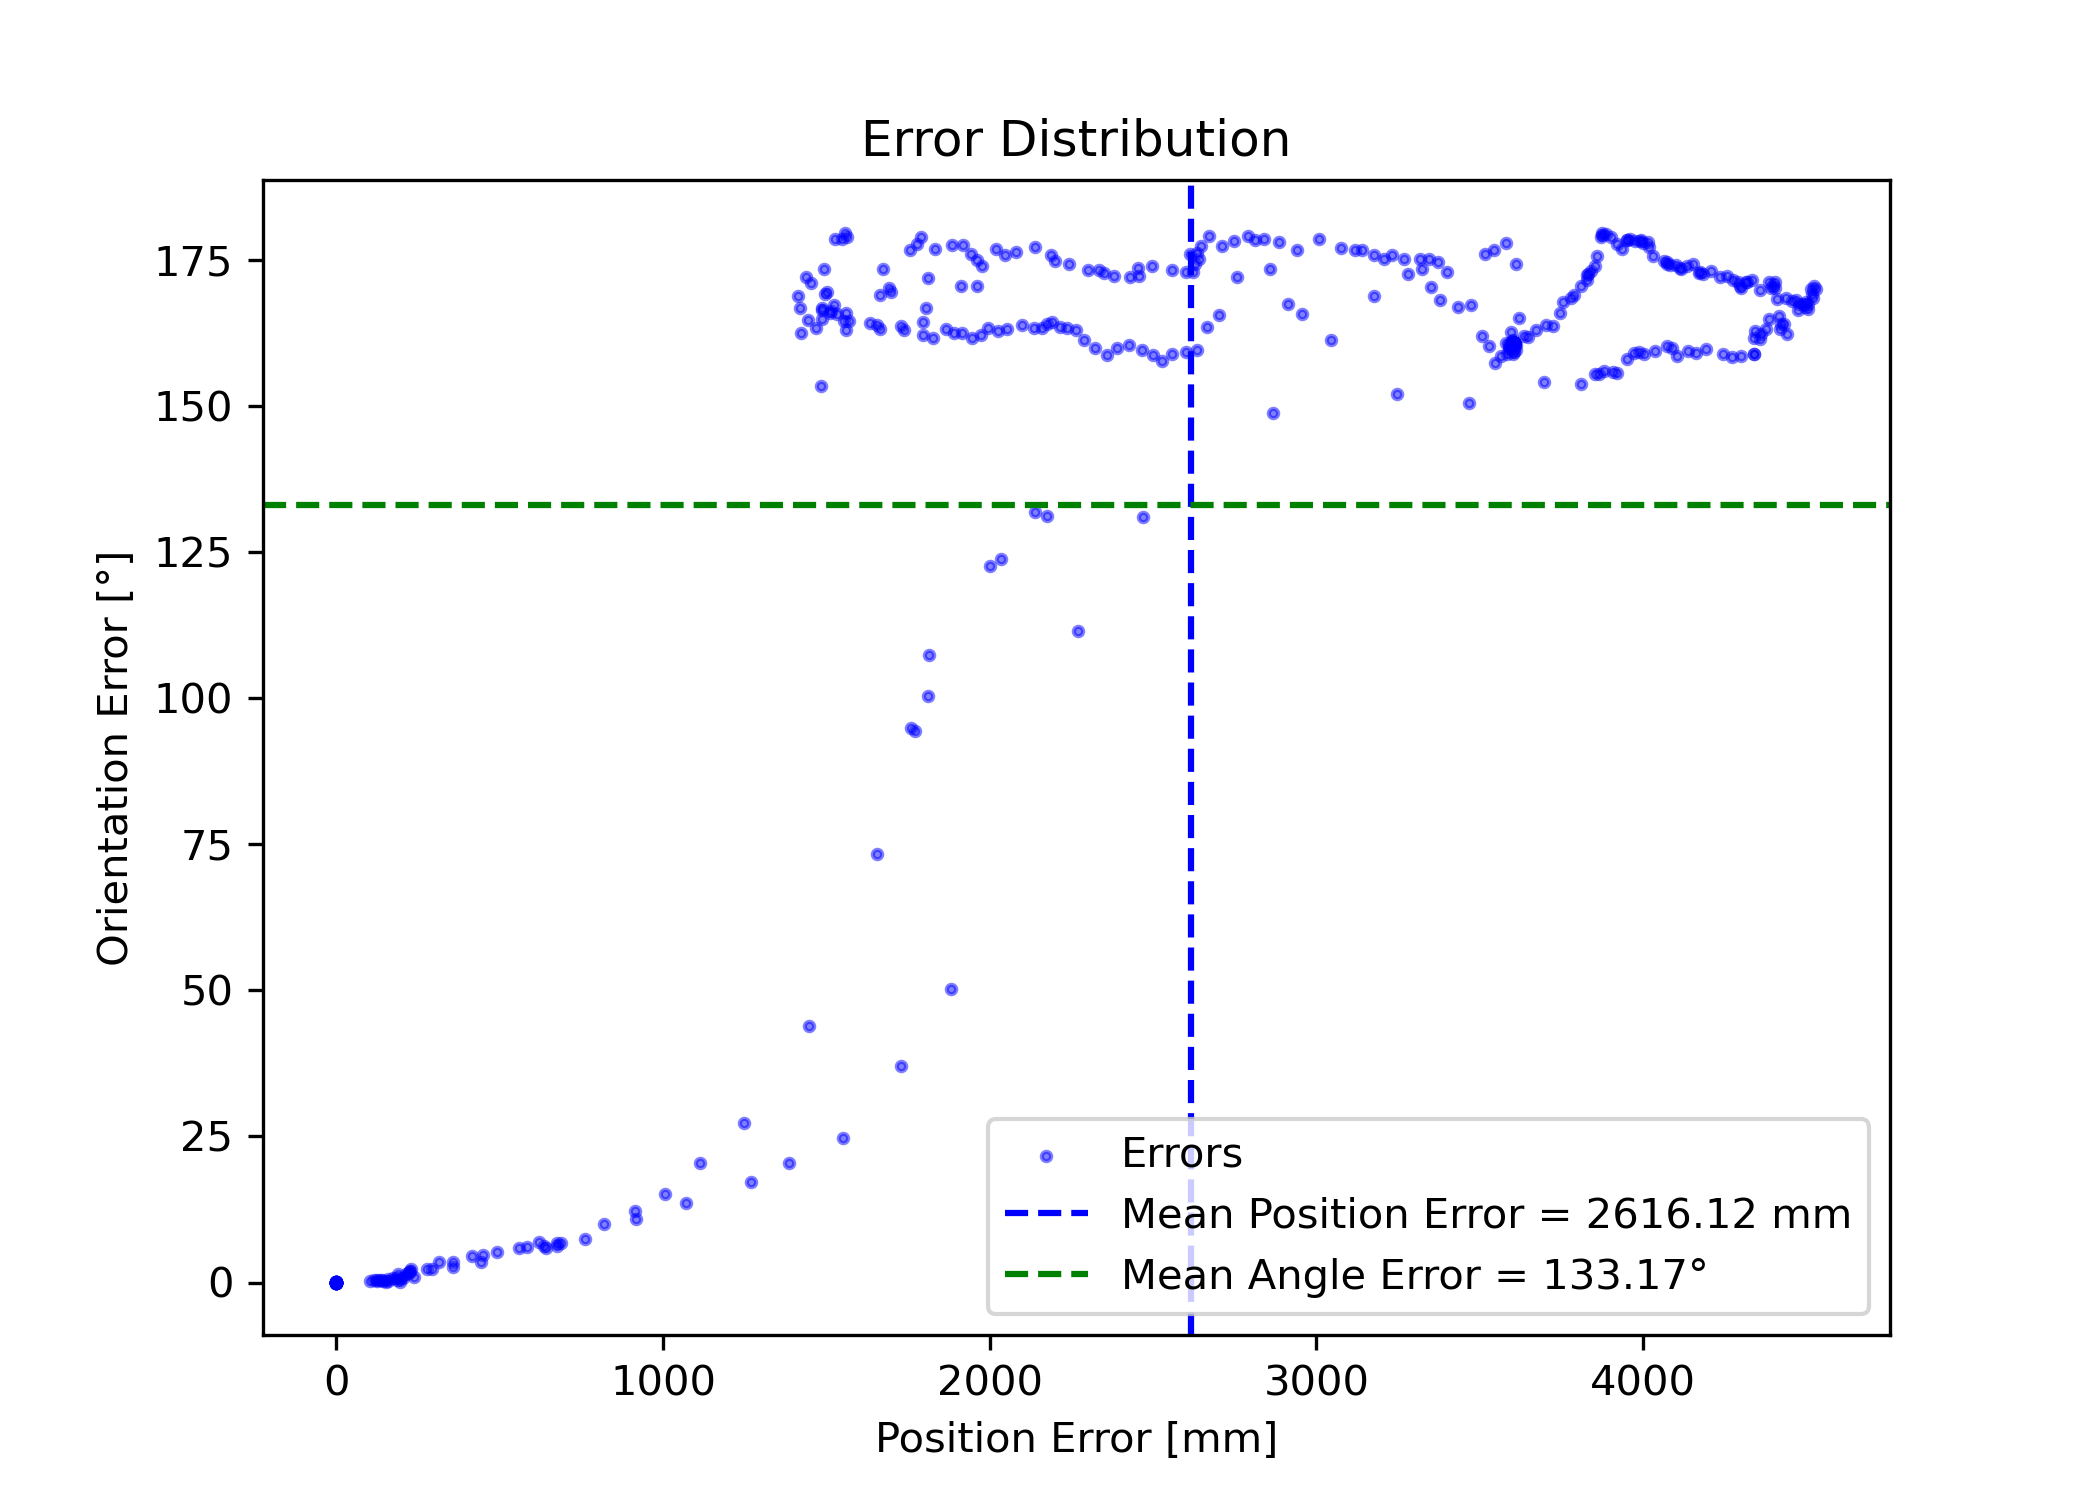 Error Distribution
Orientation Error [°]
175
150
125
100
75
50
25
0
0
1000
2000
3000
4000
Position Error [mm]
Errors
Mean Position Error = 2616.12 mm
Mean Angle Error = 133.17°